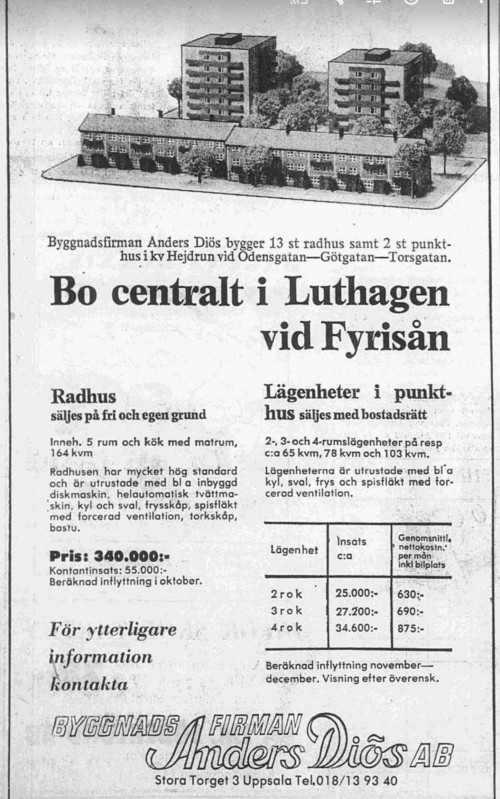 Byggnadsfirman Anders Diös bygger 13 st radhus samt 2 st punkt-
hus i kv Hejdrun vid Odensgatan—Götgatan—Torsgatan.
Bo centralt i Luthagen
vid Fyrisån
Radhus
säljes på fri och egen grund
Inneh. 5 rum och kök med matrum,
164 kvm
Radhusen har mycket hög standard
och är utrustade med bl a inbyggd
diskmaskin, helautomatisk tvättma-
skin, kyl och sval, frysskåp, spisfläkt
med forcerad ventilation, torkskåp,
bastu.
Pris: 340.000:-
Kontantinsats: 55.000:-
Beräknad inflyttning i oktober.
För ytterligare
information
kontakta
Lägenheter i punkt-
hus säljes med bostadsrätt
2-, 3- och 4-rumslägenheter på resp
c:a 65 kvm, 78 kvm och 103 kvm.
Lägenheterna är utrustade med bl a
kyl, sval, frys och spisfläkt med for-
cerad ventilation.
Lägenhet
Insats
c:a
Genomsnittl.
nettokostn.
per mån
inkl bilplats
2 r o k 25.000:- 630:-
3 r o k 27.200:- 690:-
4 r o k 34.600:- 875:-
Beräknad inflyttning november—
december. Visning efter överensk.
BYGGNADSFIRMAN
Anders Diös AB
Stora Torget 3 Uppsala Tel.018/13 93 40